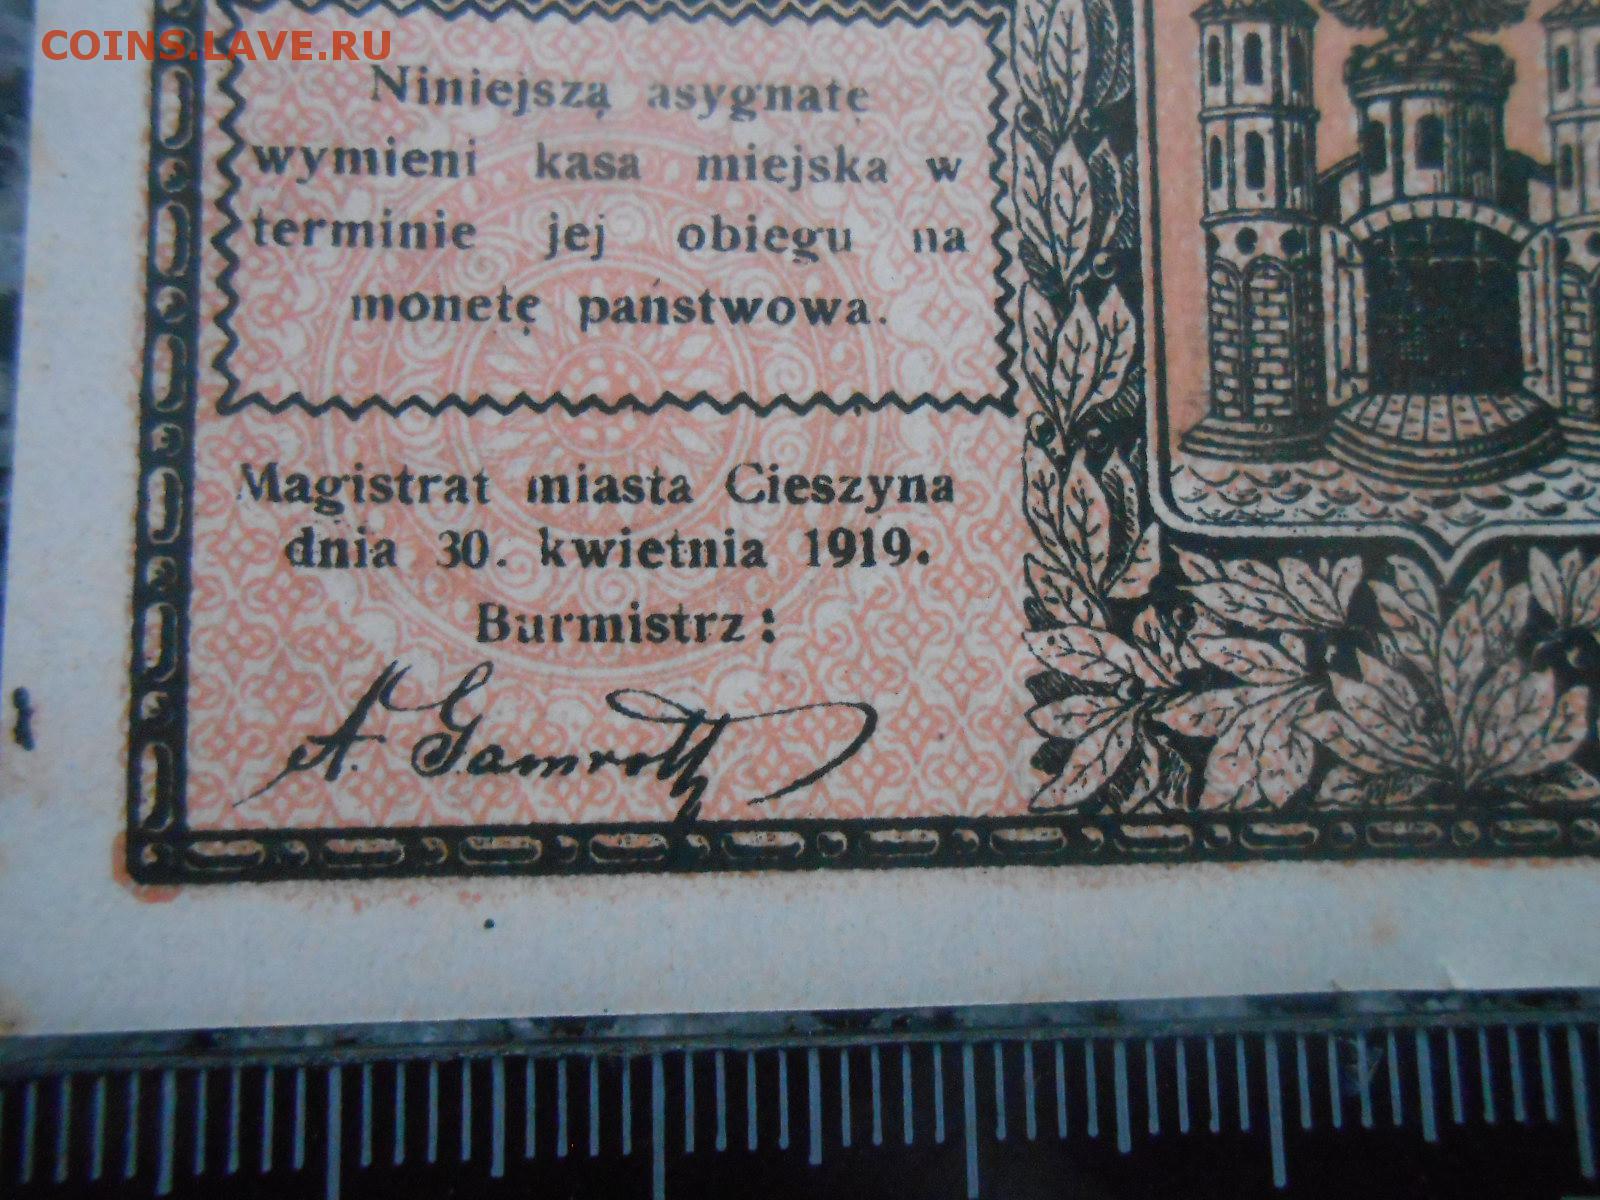 COINS.LAVE.RU
Niniejszą asygnatę
wymieni kasa miejska w
terminie jej obiegu na
monetę państwowa.
Magistrat miasta Cieszyna
dnia 30. kwietnia 1919.
Burmistrz:
A. Gamroth